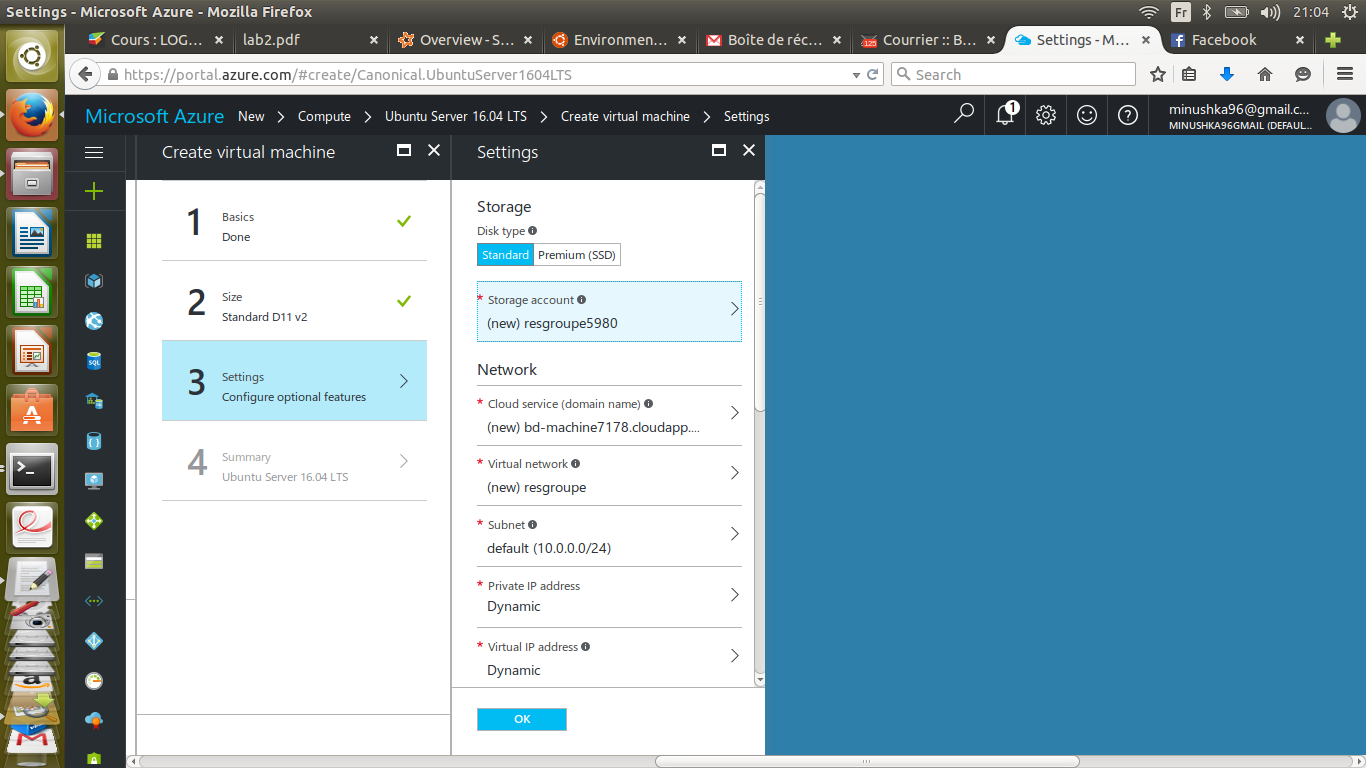 Settings - Microsoft Azure - Mozilla Firefox
Fr
21:04
Cours : LOG...
lab2.pdf
Overview - S...
Environmen...
Boîte de réc...
125
Courrier :: B...
Settings - M...
Facebook
https://portal.azure.com/#create/Canonical.UbuntuServer1604LTS
Search
Microsoft Azure
New
Compute
Ubuntu Server 16.04 LTS
Create virtual machine
Settings
1
minushka96@gmail.c...
MINUSHKA96GMAIL (DEFAUL...
Create virtual machine
1
Basics
Done
2
Size
Standard D11 v2
3
Settings
Configure optional features
4
Summary
Ubuntu Server 16.04 LTS
Settings
Storage
Disk type
Standard
Premium (SSD)
* Storage account
(new) resgroupe5980
Network
* Cloud service (domain name)
(new) bd-machine7178.cloudapp....
* Virtual network
(new) resgroupe
* Subnet
default (10.0.0.0/24)
* Private IP address
Dynamic
* Virtual IP address
Dynamic
OK
SQL